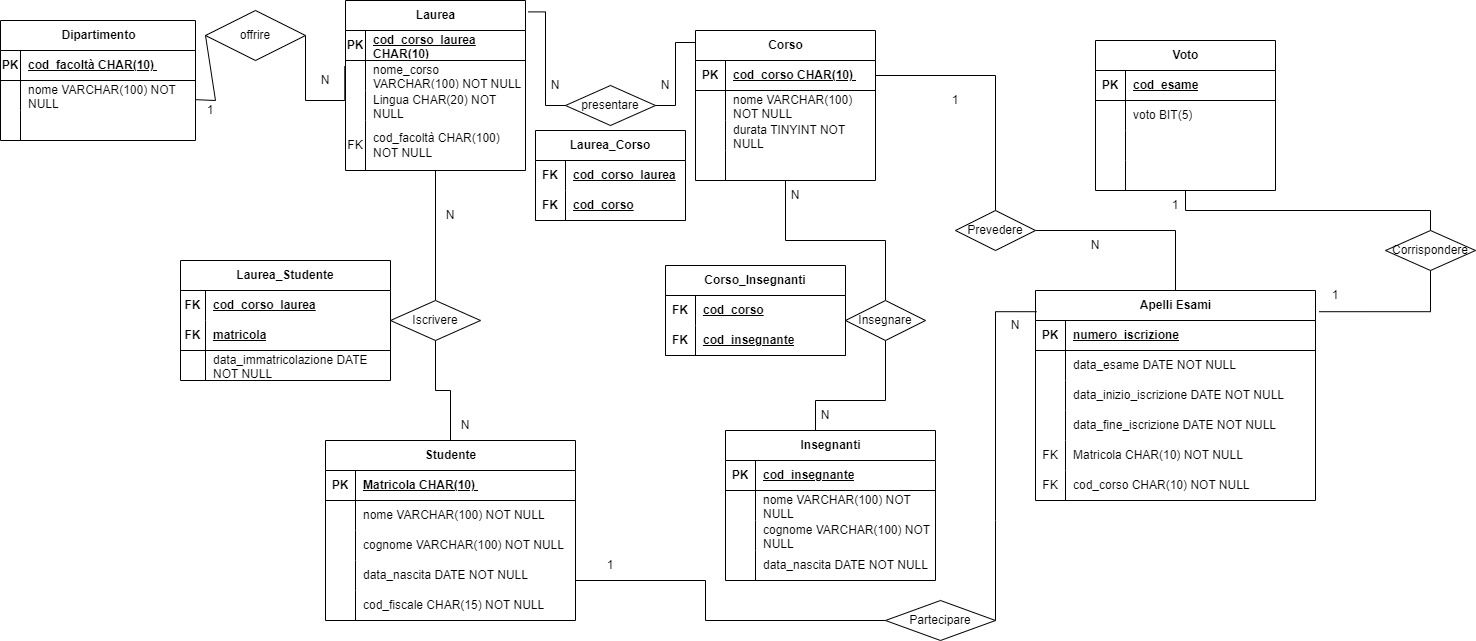 Dipartimento
PK cod_facoltà CHAR(10)
nome VARCHAR(100) NOT
NULL
1
offrire
N
Laurea
PK cod_corso_laurea
CHAR(10)
nome_corso
VARCHAR(100) NOT NULL
Lingua CHAR(20) NOT
NULL
FK cod_facoltà CHAR(100)
NOT NULL
N
presentare
N
Laurea_Corso
FK cod_corso_laurea
FK cod_corso
Corso
PK cod_corso CHAR(10)
nome VARCHAR(100)
NOT NULL
durata TINYINT NOT
NULL
1
Prevedere
N
Voto
PK cod_esame
voto BIT(5)
1
Corrispondere
1
N
Laurea_Studente
FK cod_corso_laurea
FK matricola
data_immatricolazione DATE
NOT NULL
Iscrivere
N
N
Corso_Insegnanti
FK cod_corso
FK cod_insegnante
Insegnare
N
Apelli Esami
PK numero_iscrizione
data_esame DATE NOT NULL
data_inizio_iscrizione DATE NOT NULL
data_fine_iscrizione DATE NOT NULL
FK Matricola CHAR(10) NOT NULL
FK cod_corso CHAR(10) NOT NULL
N
Studente
PK Matricola CHAR(10)
nome VARCHAR(100) NOT NULL
cognome VARCHAR(100) NOT NULL
data_nascita DATE NOT NULL
cod_fiscale CHAR(15) NOT NULL
1
Insegnanti
PK cod_insegnante
nome VARCHAR(100) NOT
NULL
cognome VARCHAR(100) NOT
NULL
data_nascita DATE NOT NULL
Partecipare